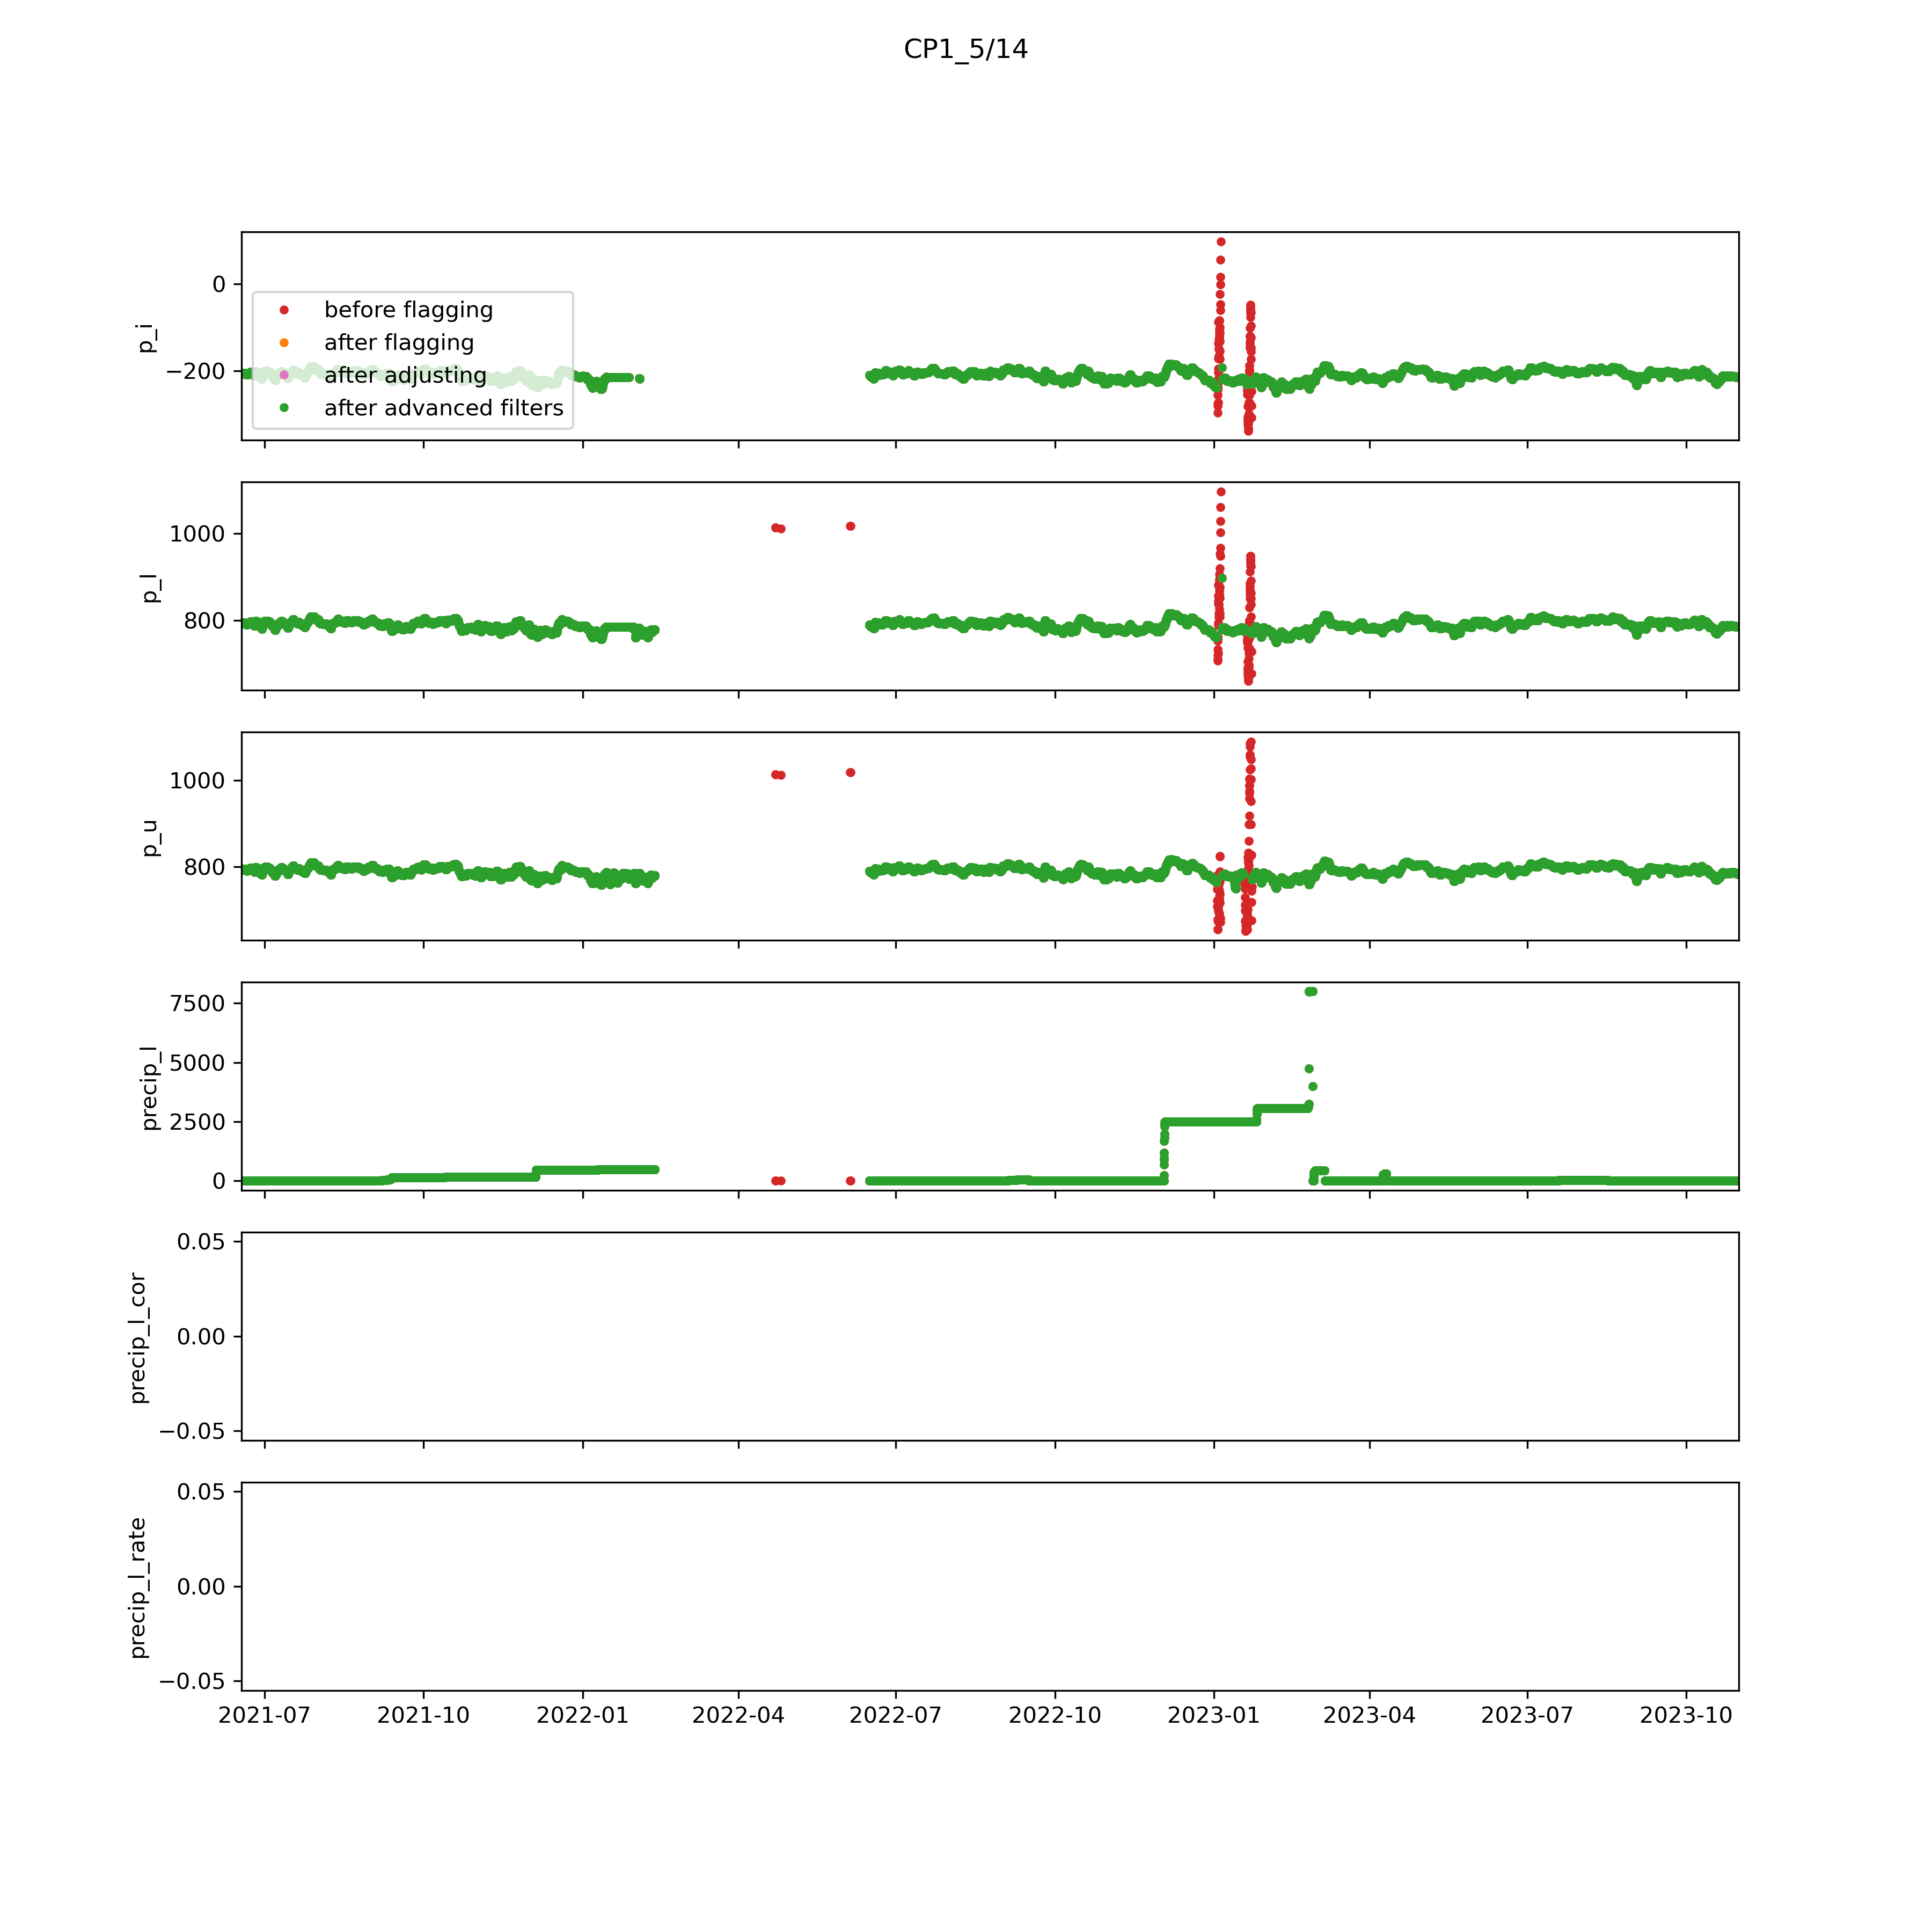 CP1_5/14
0
−200
p_i
before flagging
after flagging
after adjusting
after advanced filters
1000
800
p_l
1000
800
p_u
7500
5000
2500
0
precip_l
0.05
0.00
−0.05
precip_l_cor
0.05
0.00
−0.05
precip_l_rate
2021-07 2021-10 2022-01 2022-04 2022-07 2022-10 2023-01 2023-04 2023-07 2023-10